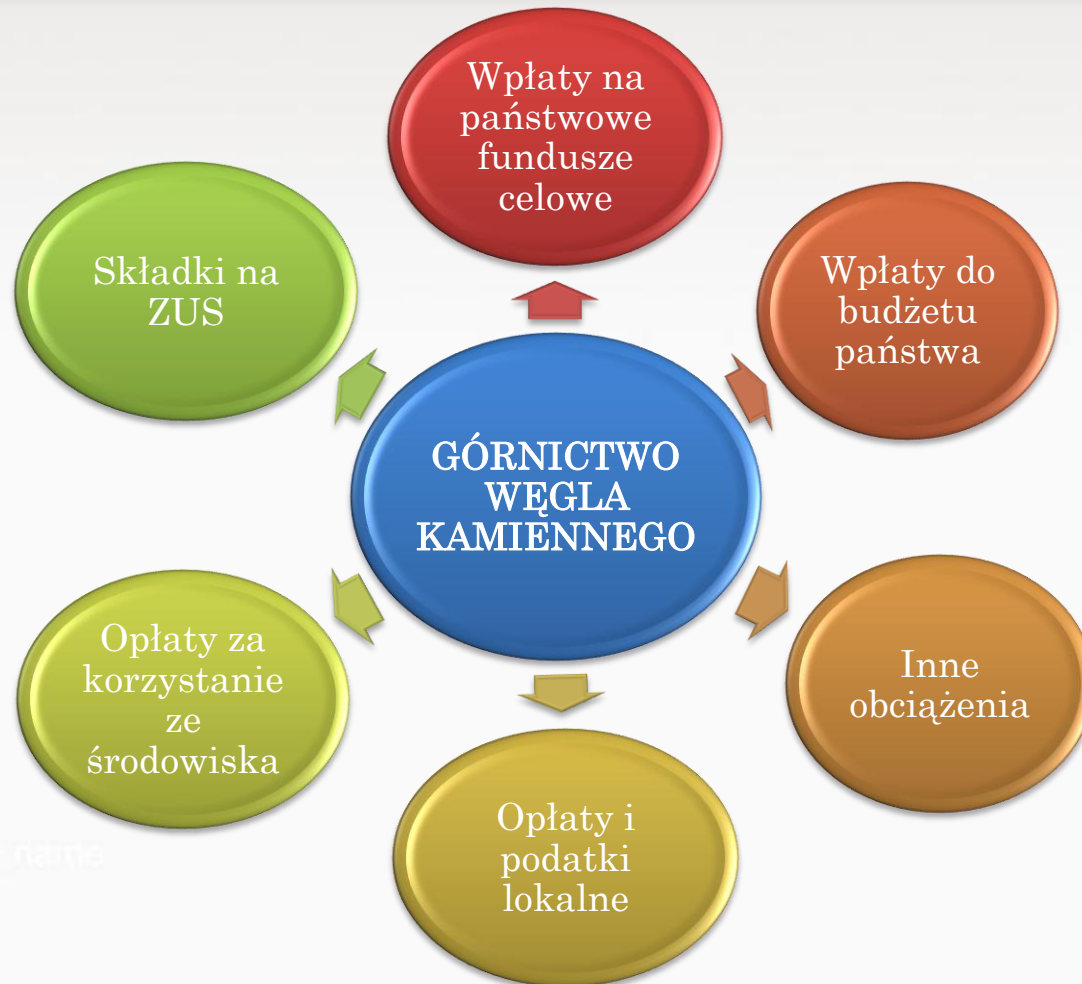 Wpłaty na
państwowe
fundusze
celowe
Składki na
ZUS
Wpłaty do
budżetu
państwa
GÓRNICTWO
WĘGLA
KAMIENNEGO
Opłaty za
korzystanie
ze
środowiska
Inne
obciążenia
Opłaty i
podatki
lokalne
name